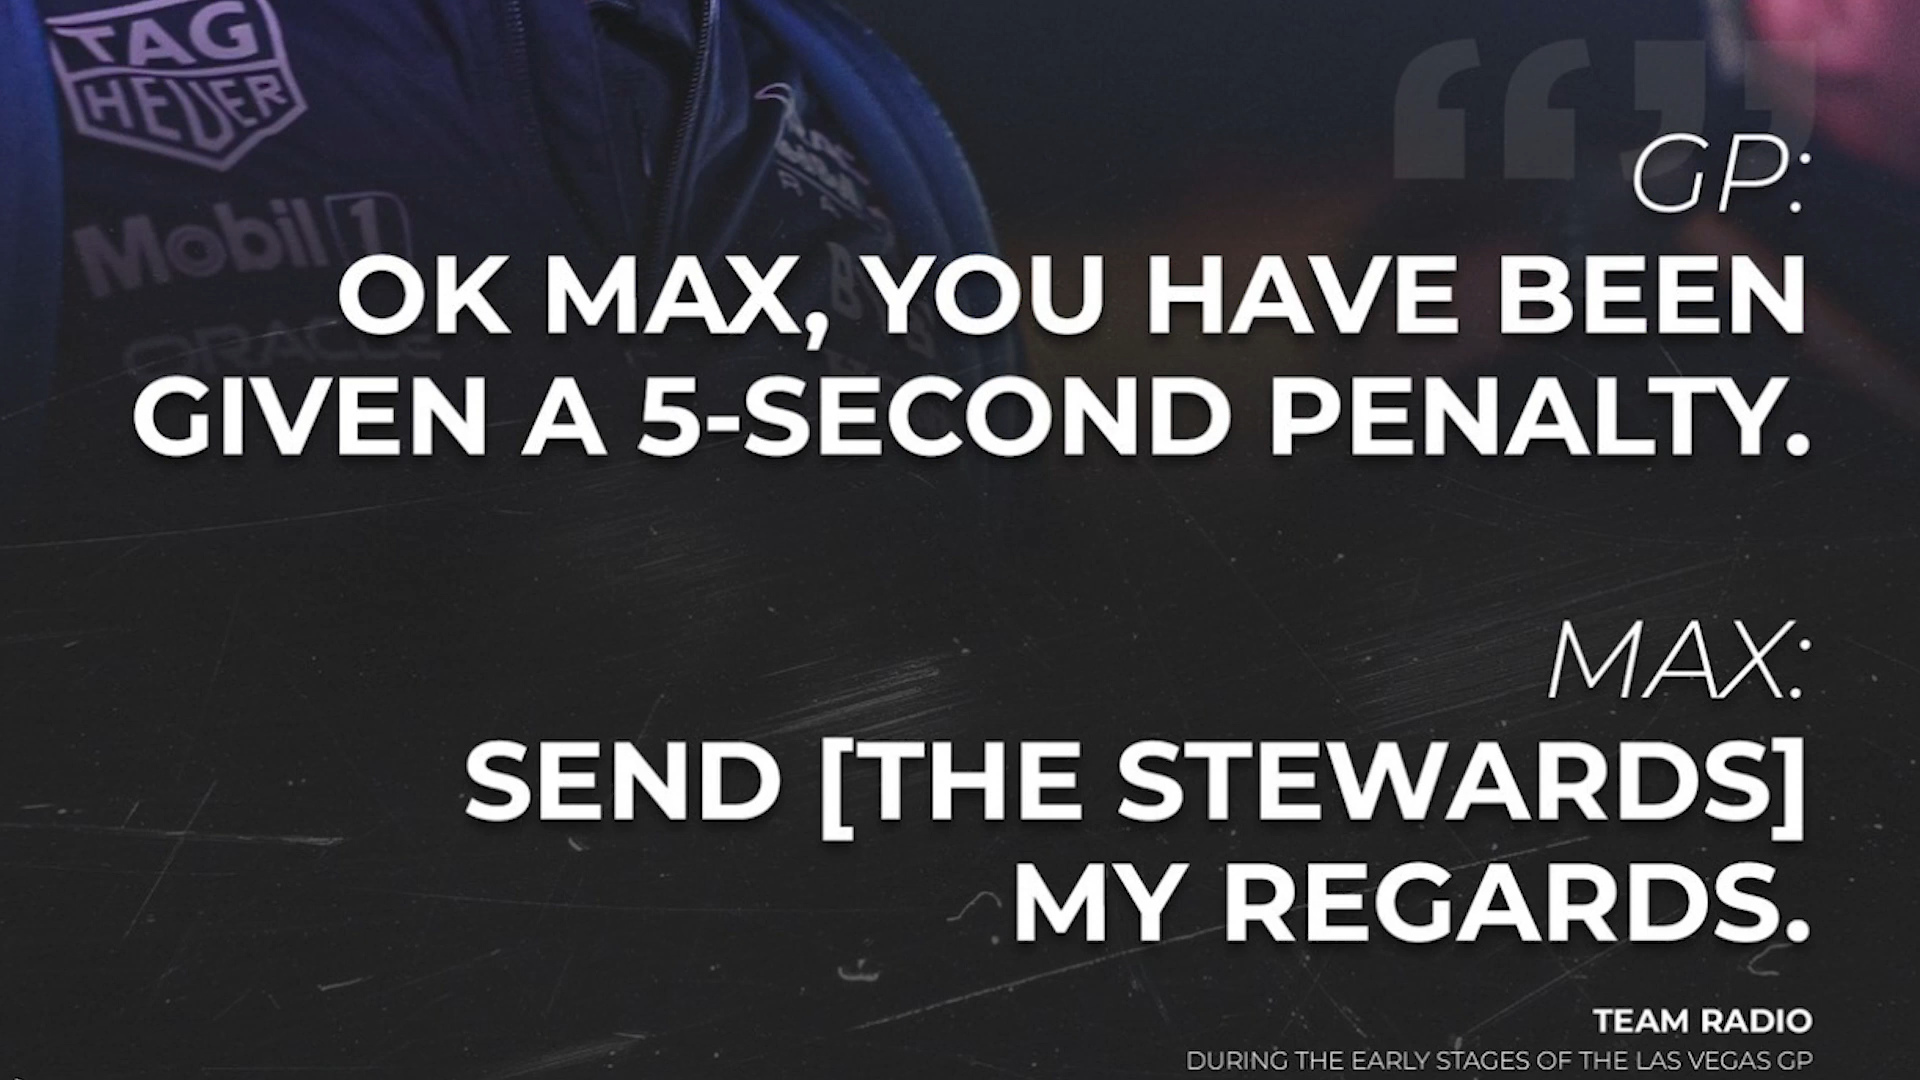 TAG
HEUER
Mobil 1
ORACLE
GP:
OK MAX, YOU HAVE BEEN
GIVEN A 5-SECOND PENALTY.
MAX:
SEND [THE STEWARDS]
MY REGARDS.
TEAM RADIO
DURING THE EARLY STAGES OF THE LAS VEGAS GP